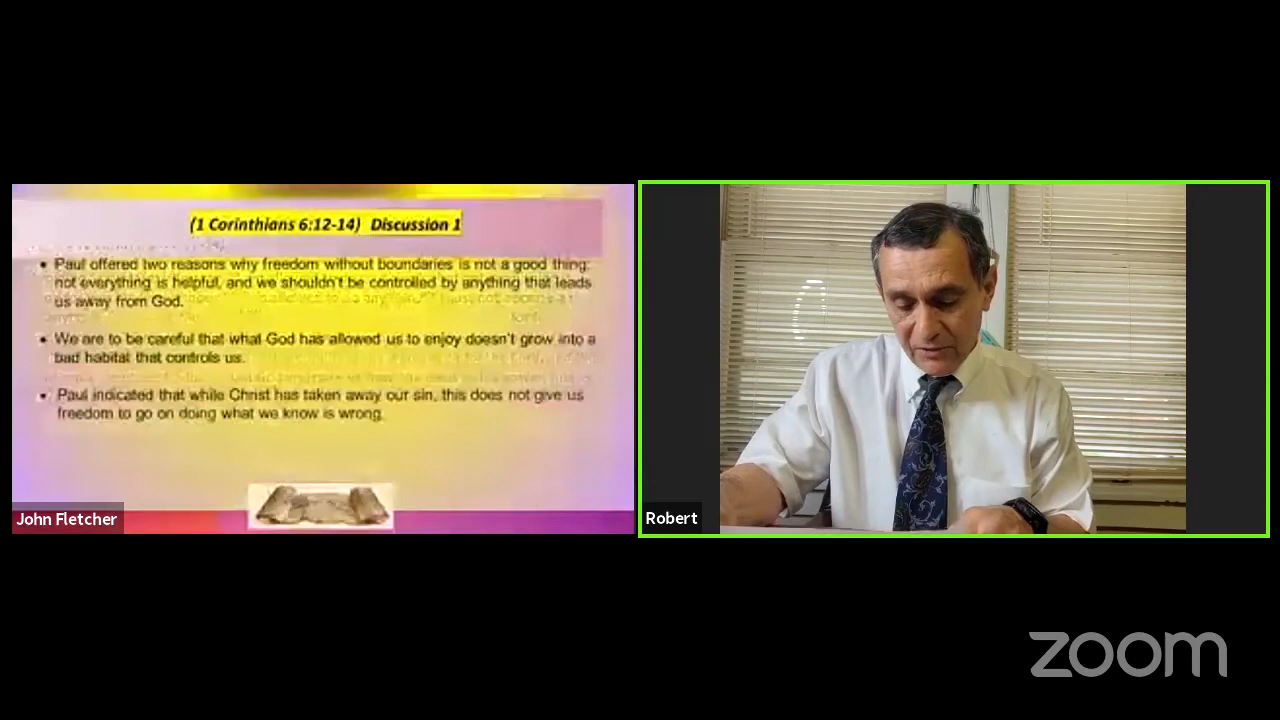 (1 Corinthians 6:12-14) Discussion 1
• Paul offered two reasons why freedom without boundaries is not a good thing:
not everything is helpful, and we shouldn't be controlled by anything that leads
us away from God.
• We are to be careful that what God has allowed us to enjoy doesn't grow into a
bad habital that controls us.
• Paul indicated that while Christ has taken away our sin, this does not give us
freedom to go on doing what we know is wrong.
John Fletcher
Robert
zoom